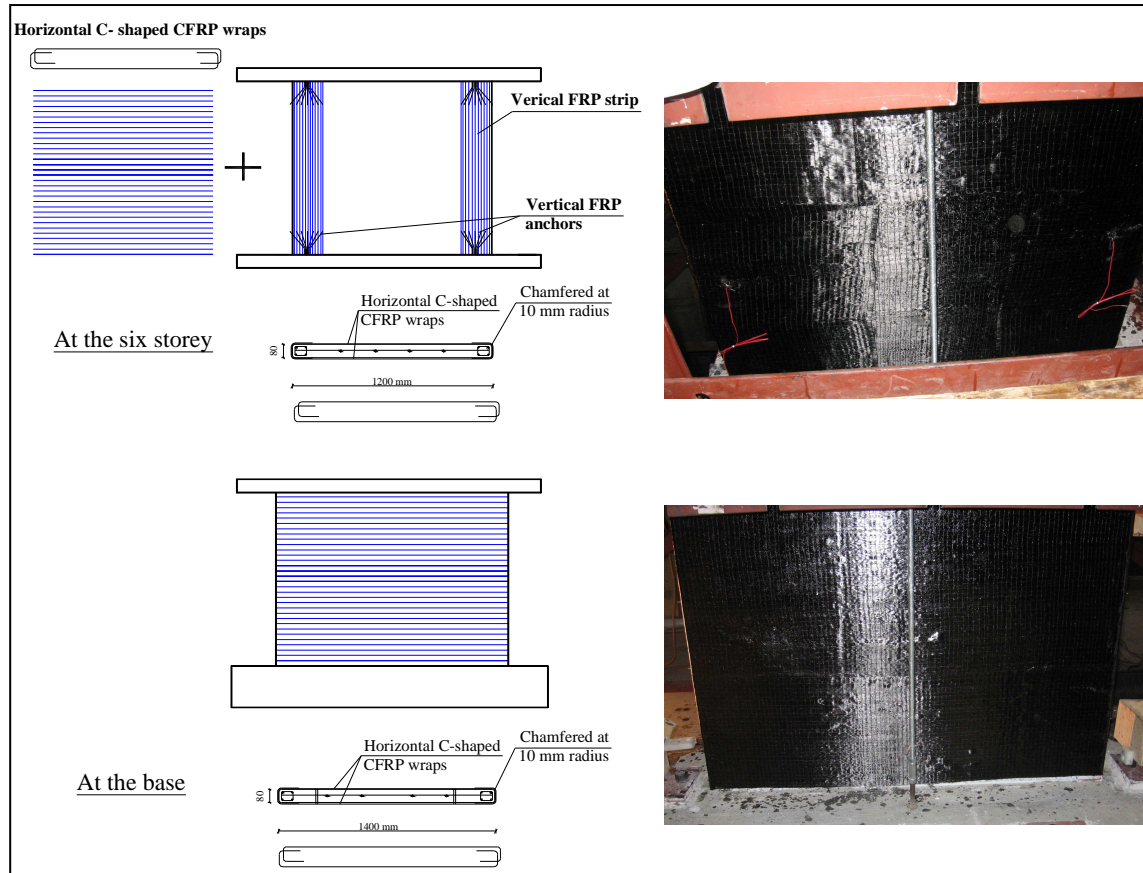 Horizontal C- shaped CFRP wraps
Verical FRP strip
Vertical FRP
anchors
Horizontal C-shaped
CFRP wraps
Chamfered at
10 mm radius
At the six storey
80
1200 mm
Horizontal C-shaped
CFRP wraps
Chamfered at
10 mm radius
At the base
80
1400 mm